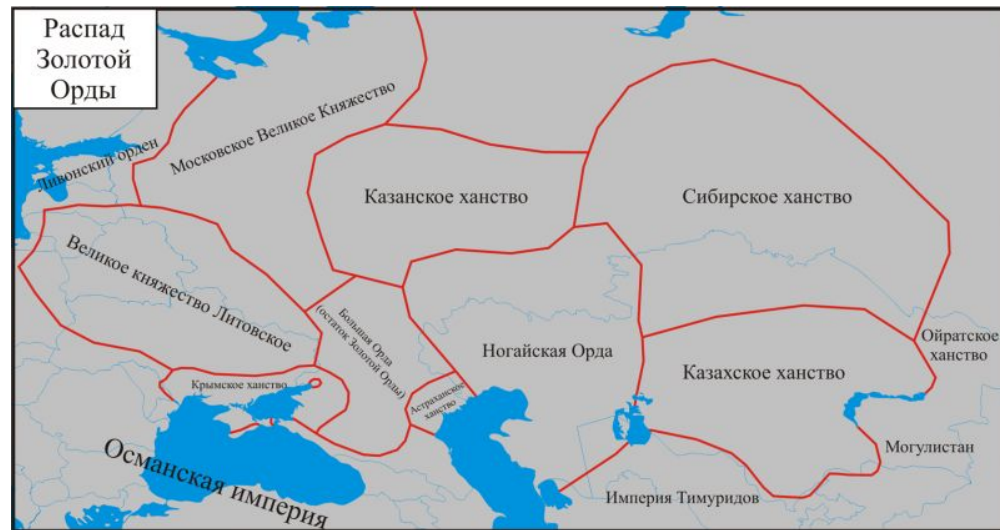 Распад
Золотой
Орды
Ливонский орден
Московское Великое Княжество
Казанское ханство
Сибирское ханство
Великое княжество Литовское
Большая Орда
(остаток Золотой Орды)
Ногайская Орда
Казахское ханство
Ойратское
ханство
Крымское ханство
Астраханское
ханство
Могулистан
Османская империя
Империя Тимуридов